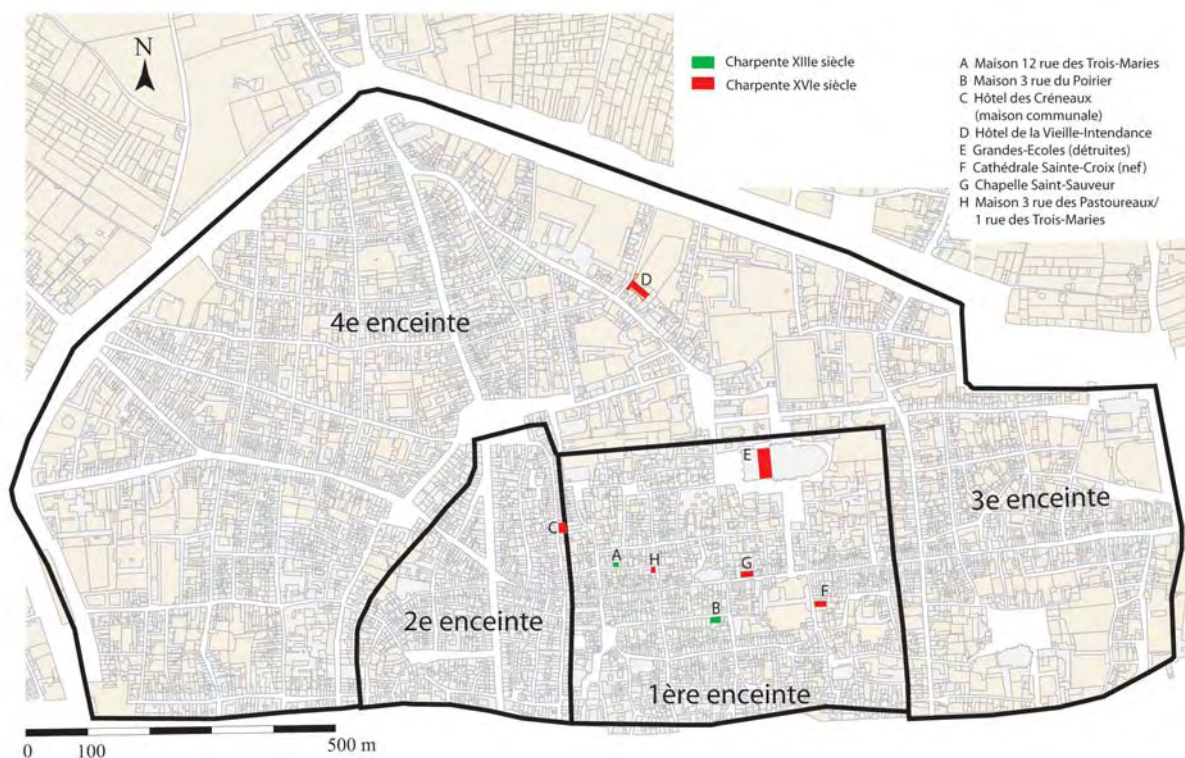 N
Charpente XIIIe siècle
Charpente XVIe siècle
A Maison 12 rue des Trois-Maries
B Maison 3 rue du Poirier
C Hôtel des Créneaux
(maison communale)
D Hôtel de la Vieille-Intendance
E Grandes-Ecoles (détruites)
F Cathédrale Sainte-Croix (nef)
G Chapelle Saint-Sauveur
H Maison 3 rue des Pastoureaux/
1 rue des Trois-Maries
D
4e enceinte
E
3e enceinte
C
A
H
G
F
B
2e enceinte
1ère enceinte
0 100 500 m